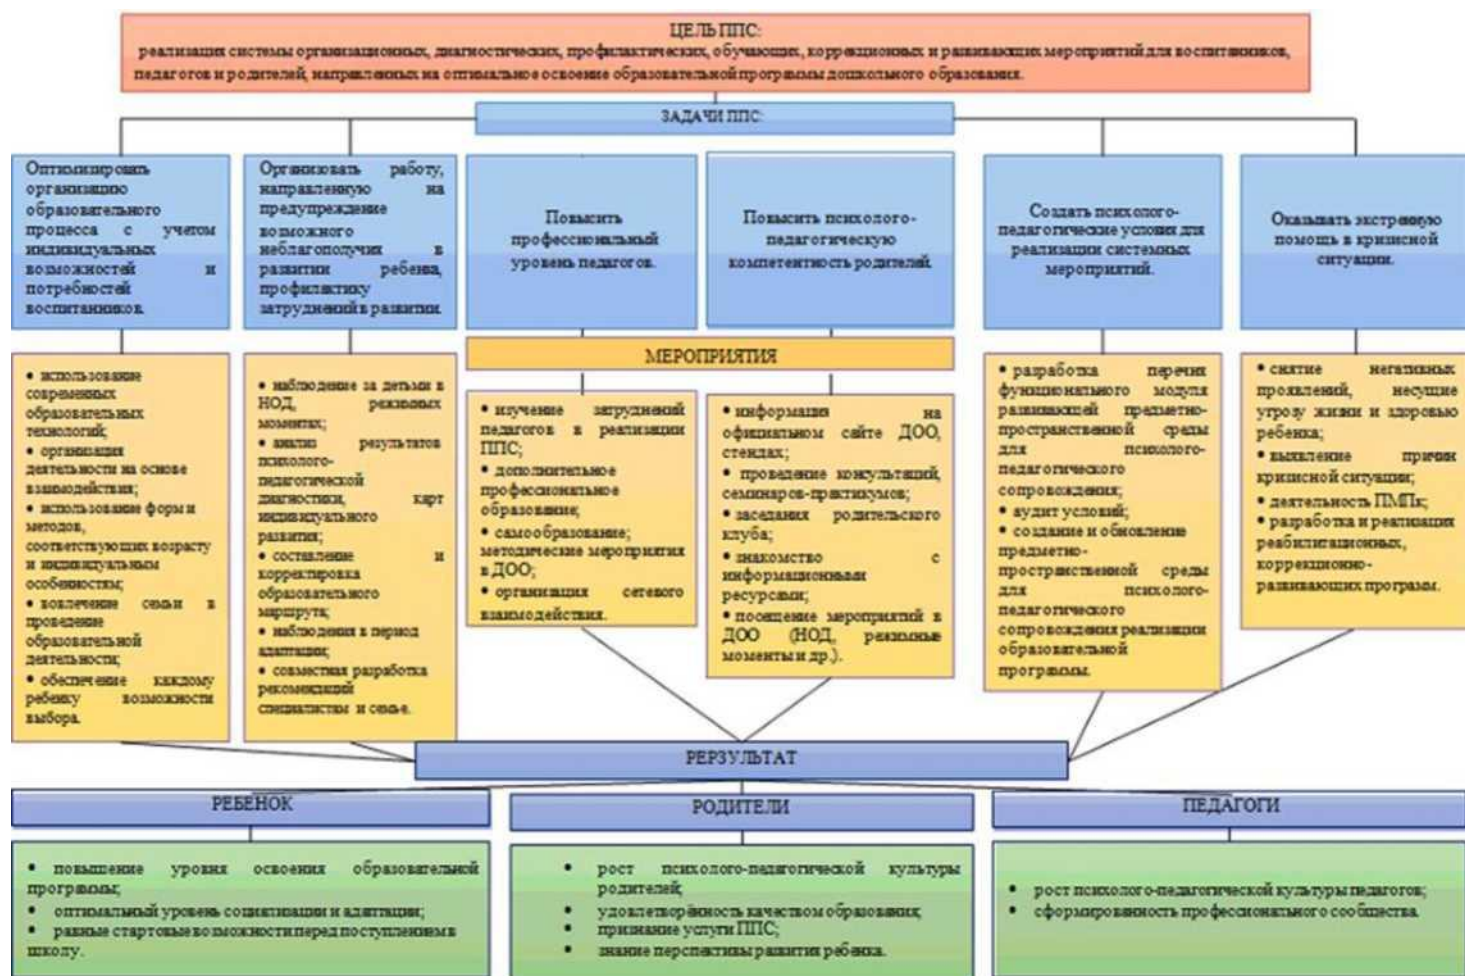 ЦЕЛЬ ППС:
реализация системы организационных, диагностических, профилактических, обучающих, коррекционных и развивающих мероприятий для воспитанников,
педагогов и родителей, направленных на оптимальное освоение образовательной программы дошкольного образования.
ЗАДАЧИ ППС:
Оптимизировать
организацию
образовательного
процесса с учетом
индивидуальных
возможностей и
потребностей
воспитанников.
Организовать работу,
направленную на
предупреждение
возможного
неблагополучия в
развитии ребенка,
профилактику
затруднений в развитии.
Повысить
профессиональный
уровень педагогов.
Повысить психолого-
педагогическую
компетентность родителей.
Создать психолого-
педагогические условия для
реализации системных
мероприятий.
Оказывать экстренную
помощь в кризисной
ситуации.
МЕРОПРИЯТИЯ
• использование
современных
образовательных
технологий;
• организация
деятельности на основе
взаимодействия;
• использование форм и
методов,
соответствующих возрасту
и индивидуальным
особенностям;
• вовлечение семьи в
проведение
образовательной
деятельности;
• обеспечение каждому
ребенку возможности
выбора.
• наблюдение за детьми в
НОД, режимных
моментах;
• анализ результатов
психолого-
педагогической
диагностики, карт
индивидуального
развития;
• составление и
корректировка
образовательного
маршрута;
• наблюдения в период
адаптации;
• совместная разработка
рекомендаций
специалистам и семье.
• изучение затруднений
педагогов в реализации
ППС;
• дополнительное
профессиональное
образование;
• самообразование;
методические мероприятия
в ДОО;
• организация сетевого
взаимодействия.
• информация на
официальном сайте ДОО,
стендах;
• проведение консультаций,
семинаров-практикумов;
• заседания родительского
клуба;
• знакомство с
информационными
ресурсами;
• посещение мероприятий в
ДОО (НОД, режимные
моменты и др.).
• разработка перечня
функционального модуля
развивающей предметно-
пространственной среды
для психолого-
педагогического
сопровождения;
• аудит условий;
• создание и обновление
предметно-
пространственной среды
для психолого-
педагогического
сопровождения реализации
образовательной
программы.
• снятие негативных
проявлений, несущие
угрозу жизни и здоровью
ребенка;
• выявление причин
кризисной ситуации;
• деятельность ПМПк;
• разработка и реализация
реабилитационных,
коррекционно-
развивающих программ.
РЕРЗУЛЬТАТ
РЕБЕНОК
• повышение уровня освоения образовательной
программы;
• оптимальный уровень социализации и адаптации;
• равные стартовые возможности перед поступлением в
школу.
РОДИТЕЛИ
• рост психолого-педагогической культуры
родителей;
• удовлетворённость качеством образования;
• признание услуги ППС;
• знание перспективы развития ребенка.
ПЕДАГОГИ
• рост психолого-педагогической культуры педагогов;
• сформированность профессионального сообщества.